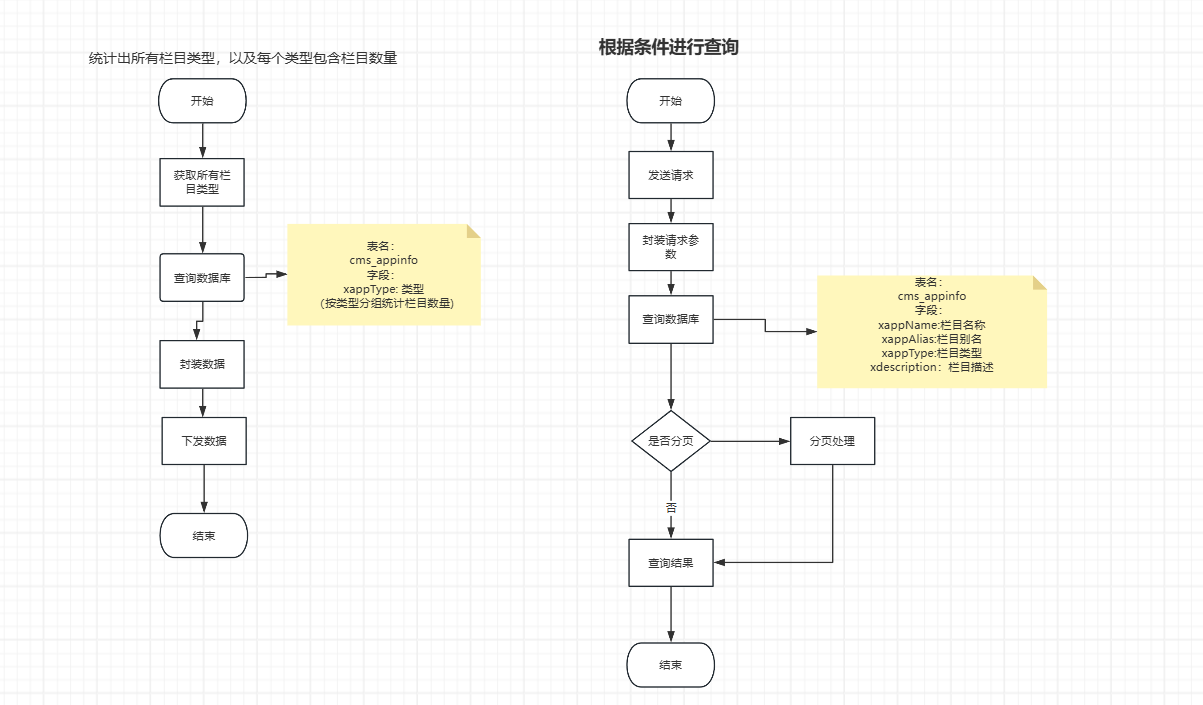 统计出所有栏目类型，以及每个类型包含栏目数量
开始
获取所有栏
目类型
查询数据库
表名：
cms_appinfo
字段：
xappType: 类型
（按类型分组统计栏目数量)
封装数据
下发数据
结束
根据条件进行查询
开始
发送请求
封装请求参
数
查询数据库
表名：
cms_appinfo
字段：
xappName:栏目名称
xappAlias:栏目别名
xappType:栏目类型
xdescription：栏目描述
是否分页
分页处理
否
查询结果
结束